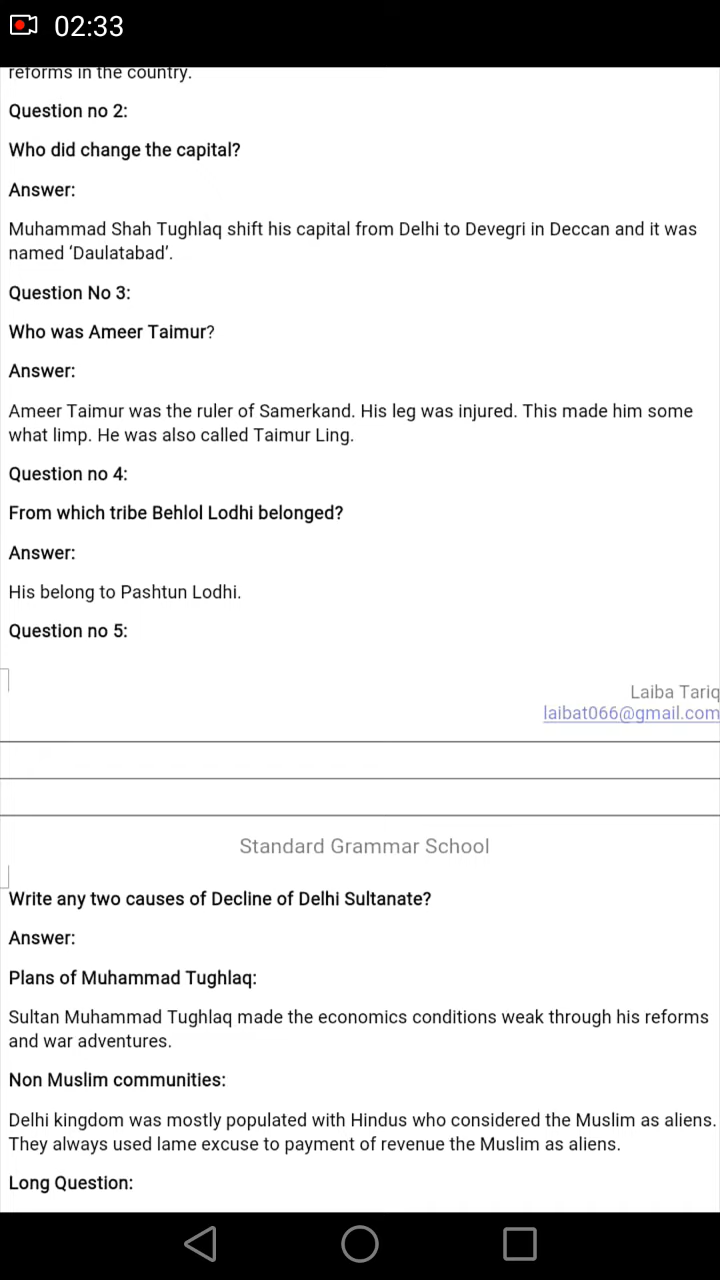 02:33
reforms in the country.
Question no 2:
Who did change the capital?
Answer:
Muhammad Shah Tughlaq shift his capital from Delhi to Devegri in Deccan and it was
named ‘Daulatabad’.
Question No 3:
Who was Ameer Taimur?
Answer:
Ameer Taimur was the ruler of Samerkand. His leg was injured. This made him some
what limp. He was also called Taimur Ling.
Question no 4:
From which tribe Behlol Lodhi belonged?
Answer:
His belong to Pashtun Lodhi.
Question no 5:
Laiba Tariq
laibat066@gmail.com
Standard Grammar School
Write any two causes of Decline of Delhi Sultanate?
Answer:
Plans of Muhammad Tughlaq:
Sultan Muhammad Tughlaq made the economics conditions weak through his reforms
and war adventures.
Non Muslim communities:
Delhi kingdom was mostly populated with Hindus who considered the Muslim as aliens.
They always used lame excuse to payment of revenue the Muslim as aliens.
Long Question: